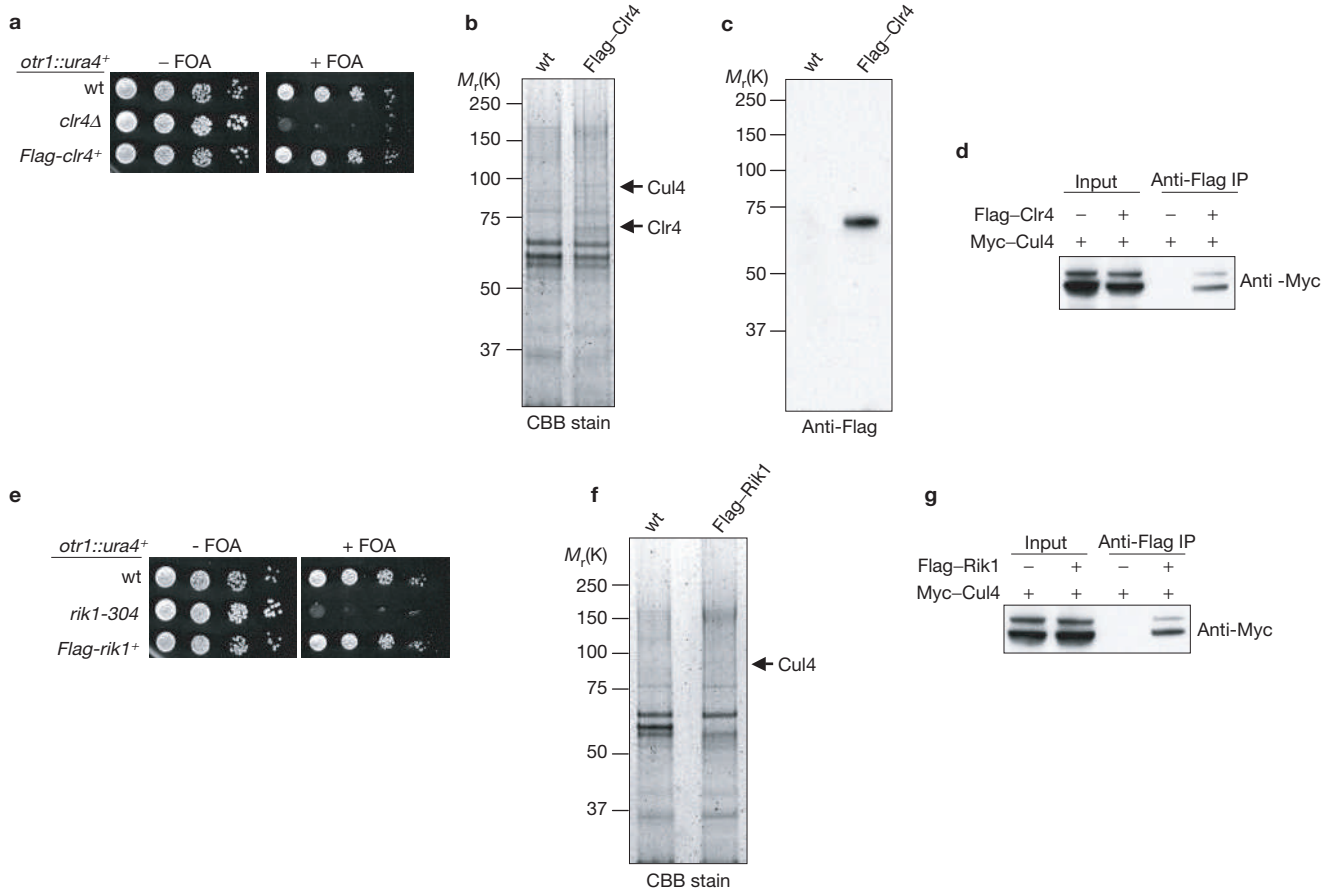 a
otr1::ura4+
– FOA
+ FOA
wt
clr4Δ
Flag-clr4+
b
wt
Flag–Clr4
Mr(K)
250
150
100
75
50
37
Cul4
Clr4
CBB stain
c
wt
Flag–Clr4
Mr(K)
250
150
100
75
50
37
Anti-Flag
d
Input
Anti-Flag IP
Flag–Clr4
– + – +
Myc–Cul4
+ + + +
Anti -Myc
e
otr1::ura4+
- FOA
+ FOA
wt
rik1-304
Flag-rik1+
f
wt
Flag–Rik1
Mr(K)
250
150
100
75
50
37
Cul4
CBB stain
g
Input
Anti-Flag IP
Flag–Rik1
– + – +
Myc–Cul4
+ + + +
Anti-Myc